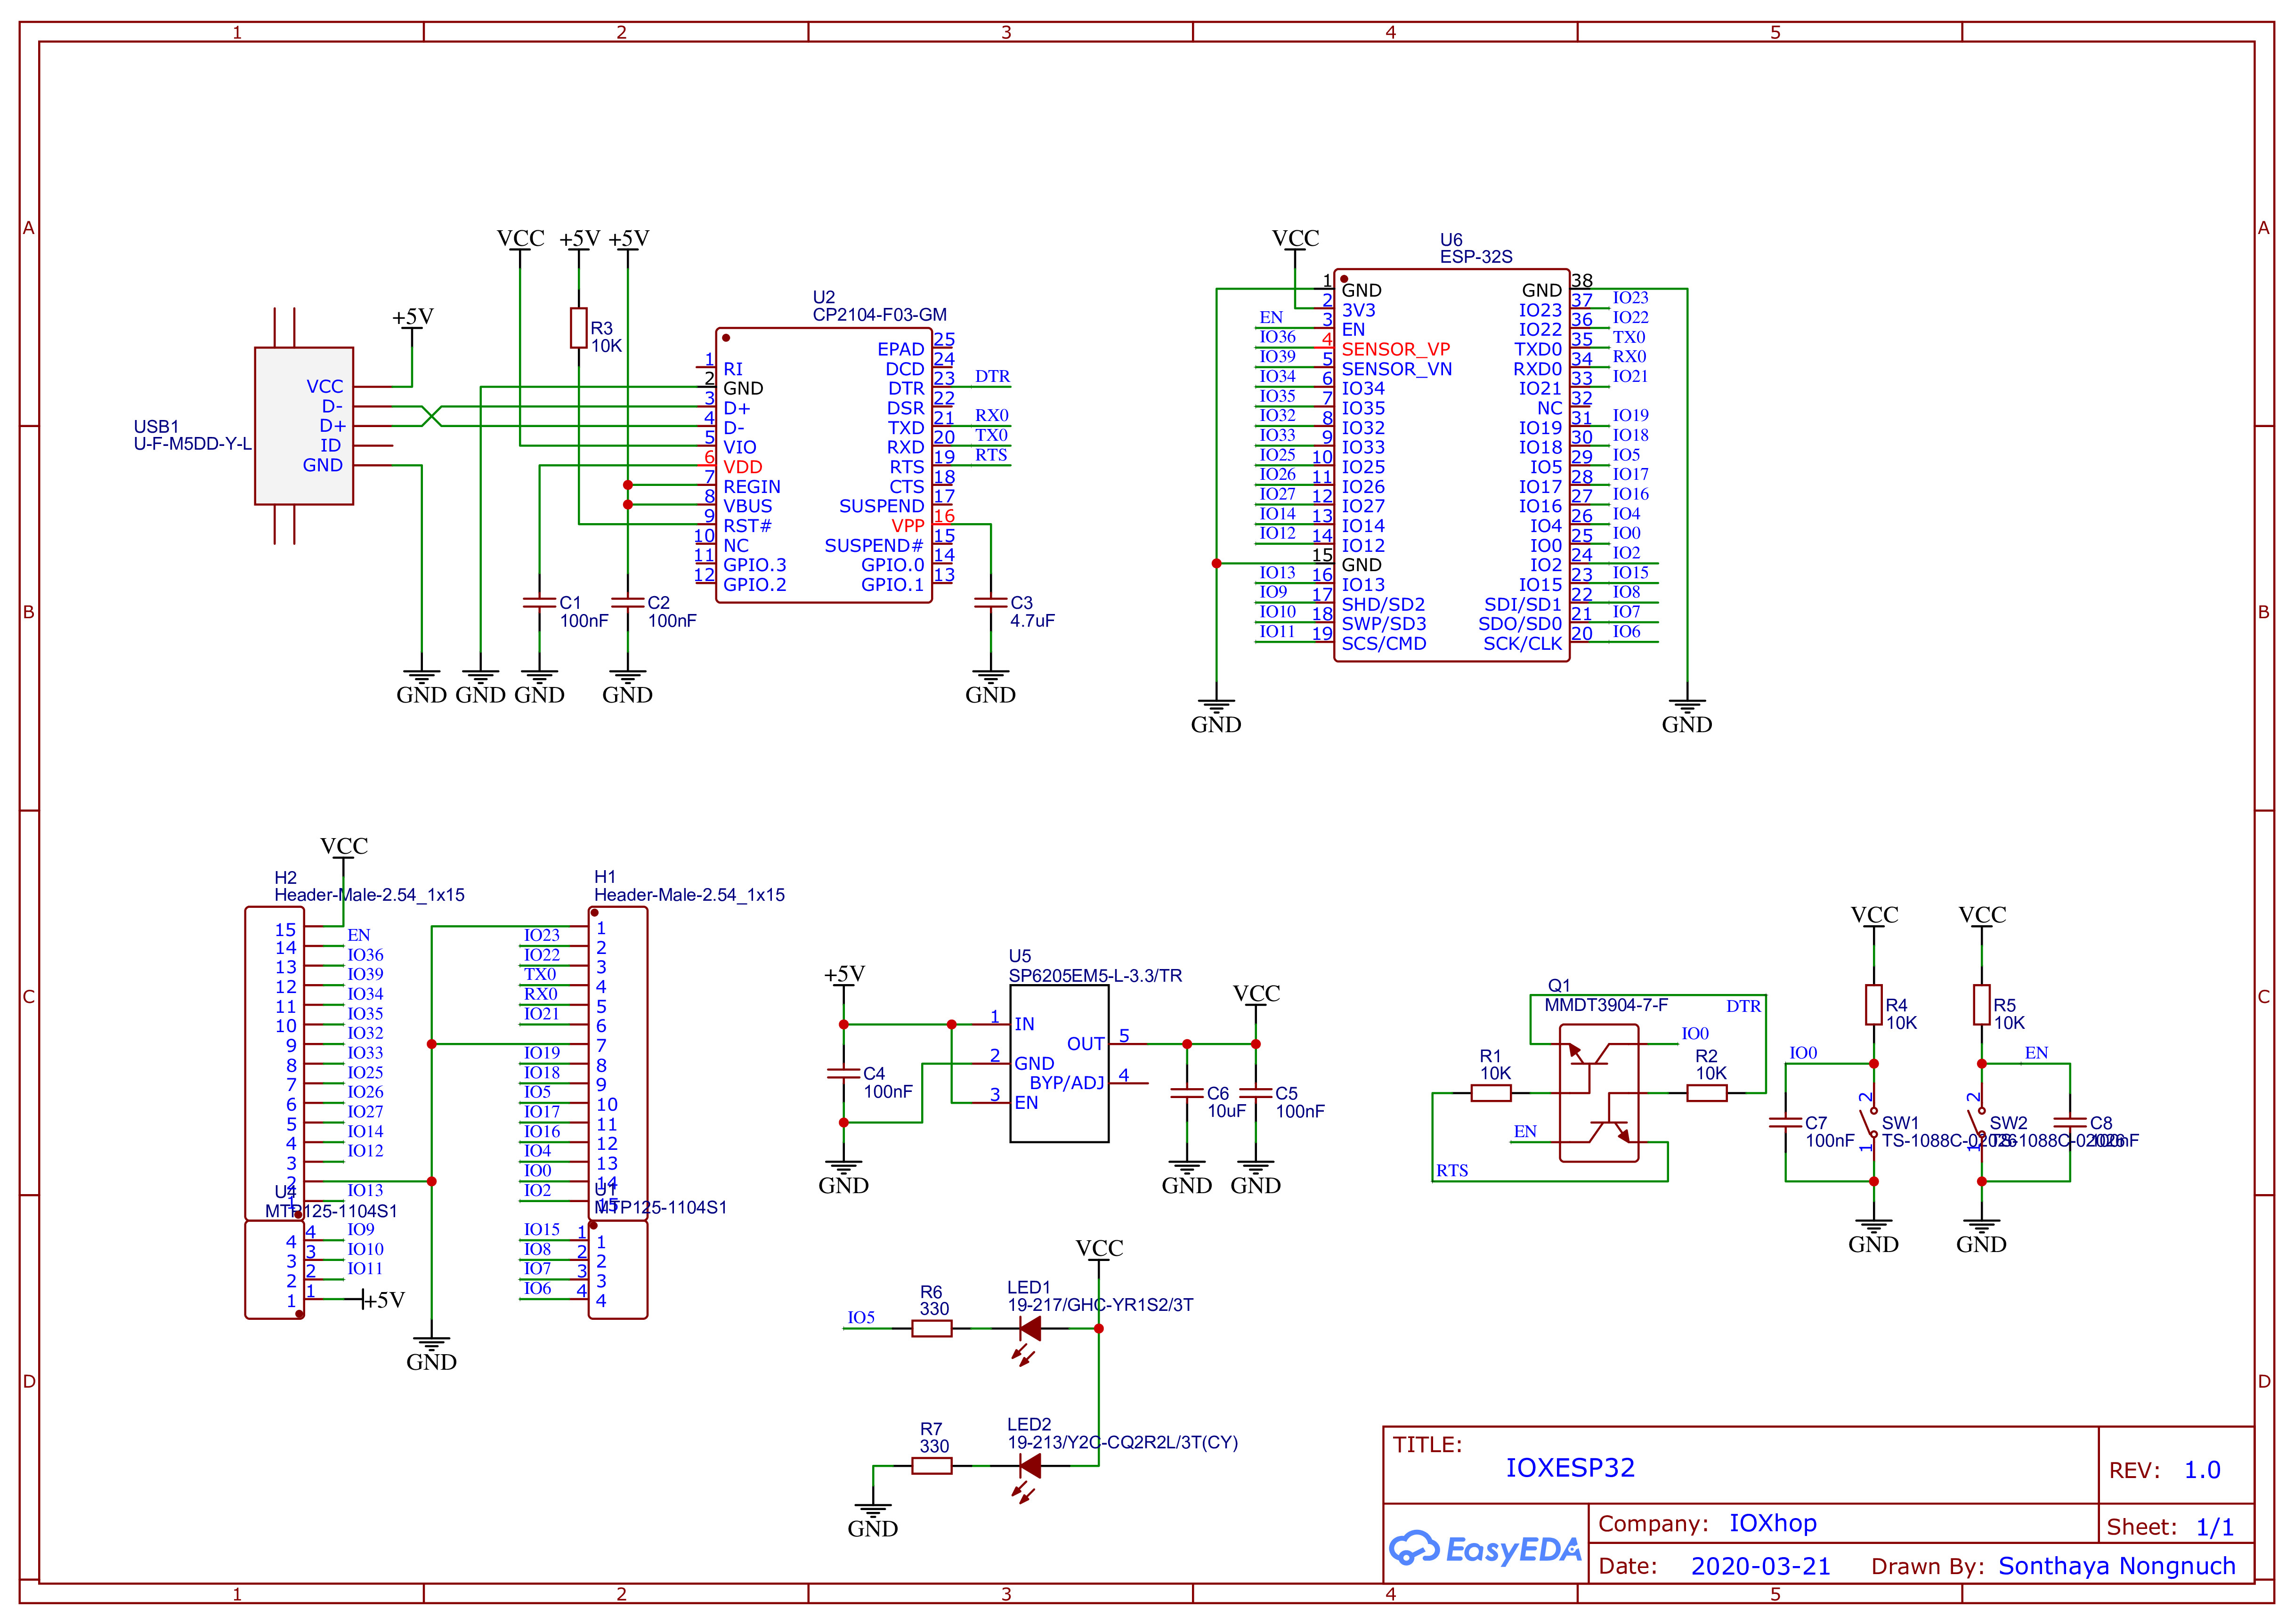 1 2 3 4 5
A A
B B
C C
D D
1 2 3 4 5
USB1
U-F-M5DD-Y-L
VCC
D-
D+
ID
GND
+5V
VCC +5V +5V
R3
10K
U2
CP2104-F03-GM
1 RI
2 GND
3 D+
4 D-
5 VIO
6 VDD
7 REGIN
8 VBUS
9 RST#
10 NC
11 GPIO.3
12 GPIO.2
EPAD 25
DCD 24
DTR 23 DTR
DSR 22
TXD 21 RX0
RXD 20 TX0
RTS 19 RTS
CTS 18
SUSPEND 17
VPP 16
SUSPEND# 15
GPIO.0 14
GPIO.1 13
C1
100nF
C2
100nF
C3
4.7uF
GND GND GND GND GND
VCC
U6
ESP-32S
1 GND
2 3V3
EN 3 EN
IO36 4 SENSOR_VP
IO39 5 SENSOR_VN
IO34 6 IO34
IO35 7 IO35
IO32 8 IO32
IO33 9 IO33
IO25 10 IO25
IO26 11 IO26
IO27 12 IO27
IO14 13 IO14
IO12 14 IO12
15 GND
IO13 16 IO13
IO9 17 SHD/SD2
IO10 18 SWP/SD3
IO11 19 SCS/CMD
GND 38
IO23 37 IO23
IO22 36 IO22
TXD0 35 TX0
RXD0 34 RX0
IO21 33 IO21
NC 32
IO19 31 IO19
IO18 30 IO18
IO5 29 IO5
IO17 28 IO17
IO16 27 IO16
IO4 26 IO4
IO0 25 IO0
IO2 24 IO2
IO15 23 IO15
SDI/SD1 22 IO8
SDO/SD0 21 IO7
SCK/CLK 20 IO6
GND GND
VCC
H2
Header-Male-2.54_1x15
15
14 EN
13 IO36
12 IO39
11 IO34
10 IO35
9 IO32
8 IO33
7 IO25
6 IO26
5 IO27
4 IO14
3 IO12
2
1 IO13
U4
MTP125-1104S1
4 4 IO9
3 3 IO10
2 2 IO11
1 1 +5V
GND
H1
Header-Male-2.54_1x15
1
IO23 2
IO22 3
TX0 4
RX0 5
IO21 6
7
IO19 8
IO18 9
IO5 10
IO17 11
IO16 12
IO4 13
IO0 14
IO2 15
U1
MTP125-1104S1
IO15 1 1
IO8 2 2
IO7 3 3
IO6 4 4
+5V
U5
SP6205EM5-L-3.3/TR
1 IN
2 GND
3 EN
OUT 5
BYP/ADJ 4
VCC
C4
100nF
C6
10uF
C5
100nF
GND GND GND
VCC
IO5
R6
330
LED1
19-217/GHC-YR1S2/3T
R7
330
LED2
19-213/Y2C-CQ2R2L/3T(CY)
GND
Q1
MMDT3904-7-F
DTR
IO0
R1
10K
R2
10K
EN
RTS
VCC VCC
R4
10K
R5
10K
IO0
EN
C7
100nF
2
SW1
TS-1088C-02026
1
2
SW2
TS-1088C-02026
1
C8
100nF
GND GND
TITLE:
IOXESP32
REV: 1.0
EasyEDA
Company: IOXhop
Sheet: 1/1
Date: 2020-03-21
Drawn By: Sonthaya Nongnuch